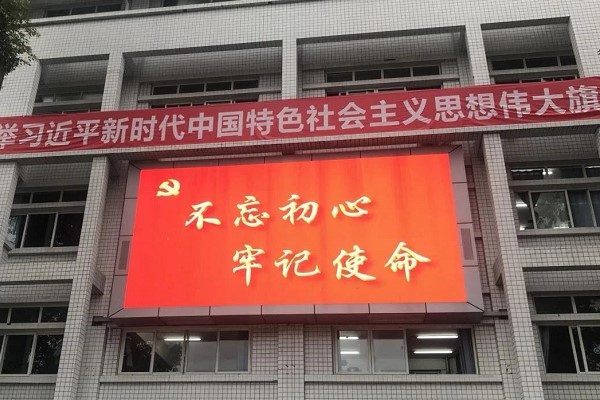 举习近平新时代中国特色社会主义思想伟大旗
不忘初心
牢记使命